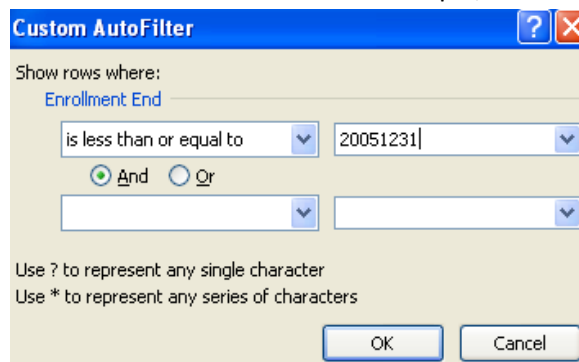 Custom AutoFilter
Show rows where:
Enrollment End
is less than or equal to 20051231
And Or
Use ? to represent any single character
Use * to represent any series of characters
OK Cancel